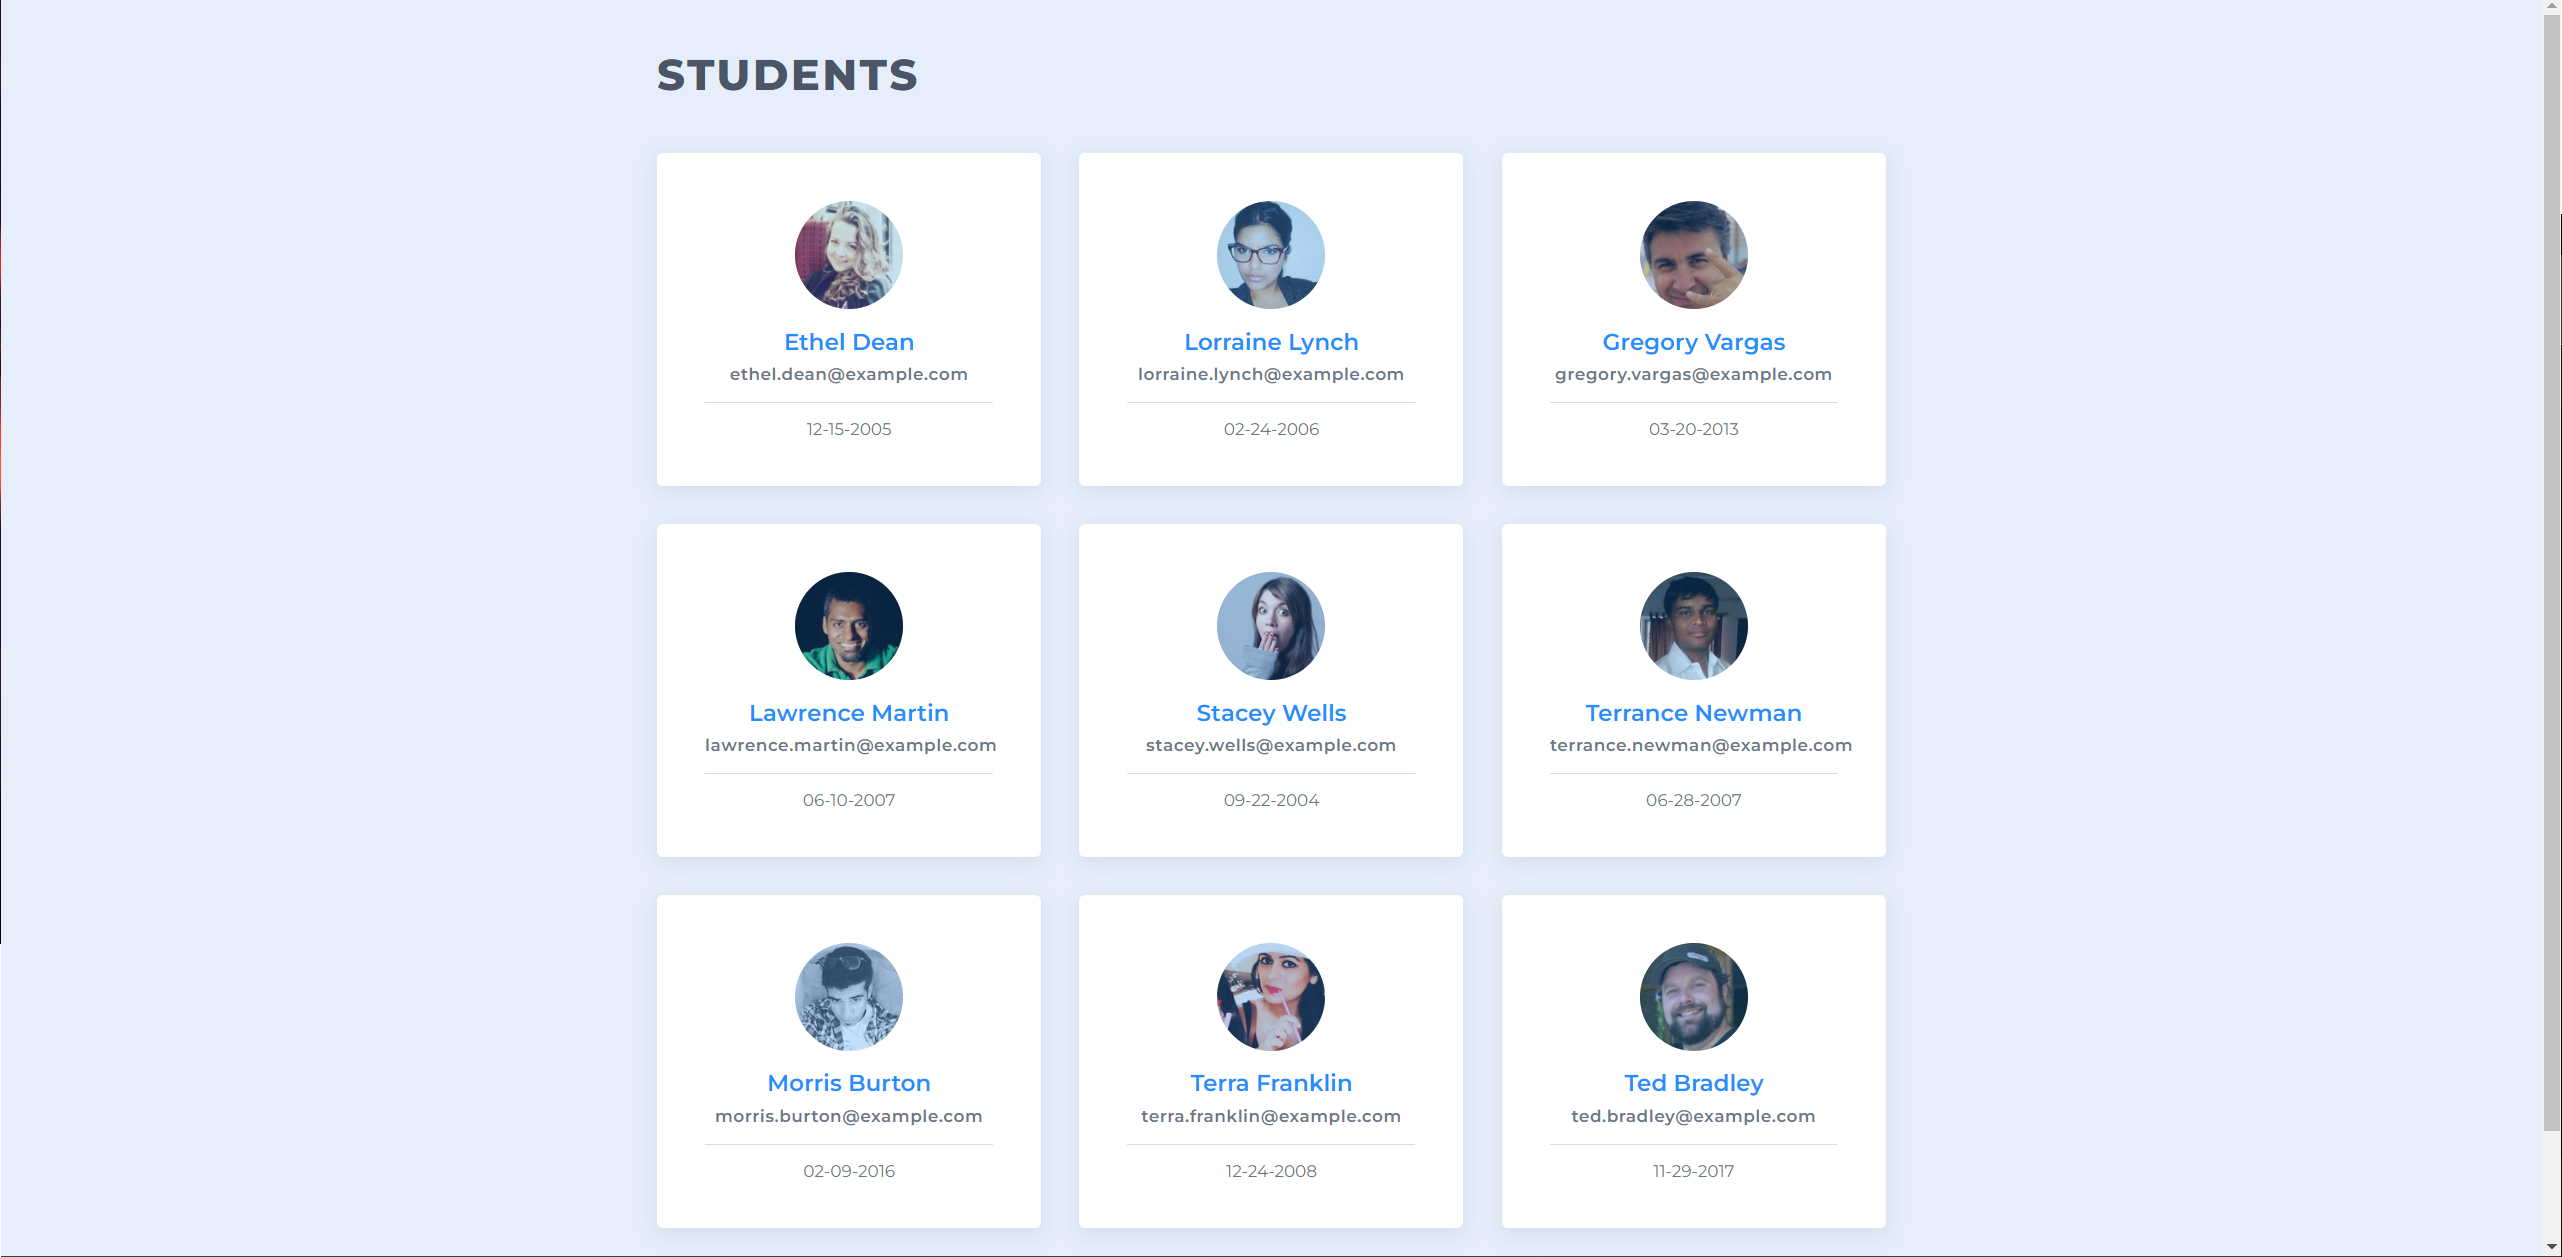 STUDENTS
Ethel Dean
ethel.dean@example.com
12-15-2005
Lorraine Lynch
lorraine.lynch@example.com
02-24-2006
Gregory Vargas
gregory.vargas@example.com
03-20-2013
Lawrence Martin
lawrence.martin@example.com
06-10-2007
Stacey Wells
stacey.wells@example.com
09-22-2004
Terrance Newman
terrance.newman@example.com
06-28-2007
Morris Burton
morris.burton@example.com
02-09-2016
Terra Franklin
terra.franklin@example.com
12-24-2008
Ted Bradley
ted.bradley@example.com
11-29-2017